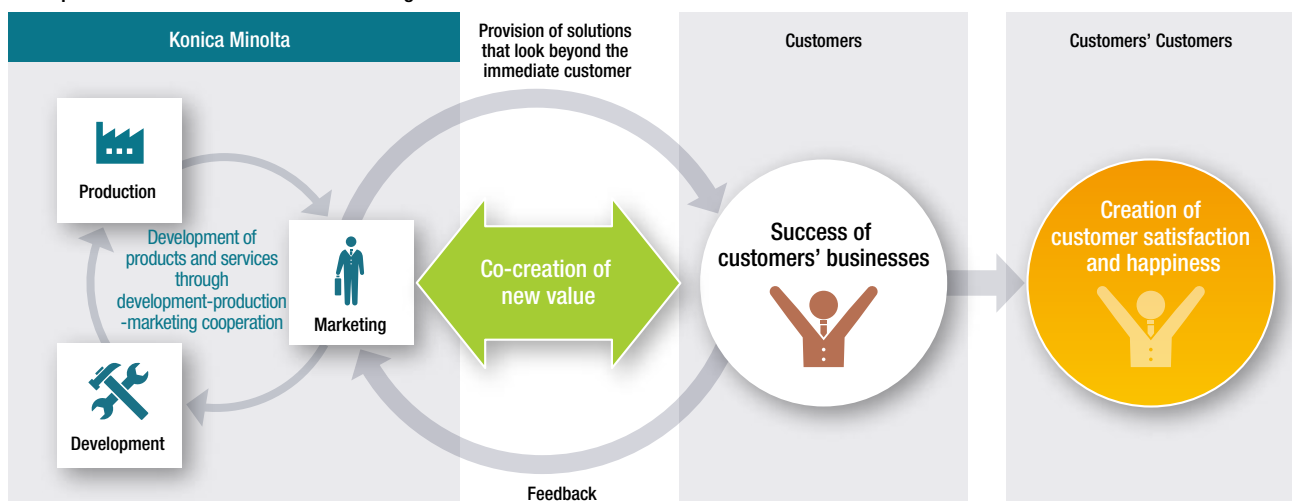 Konica Minolta
Provision of solutions
that look beyond the
immediate customer
Customers
Customers’ Customers
Production
Development of
products and services
through
development-production
-marketing cooperation
Marketing
Development
Co-creation of
new value
Success of
customers’ businesses
Creation of
customer satisfaction
and happiness
Feedback